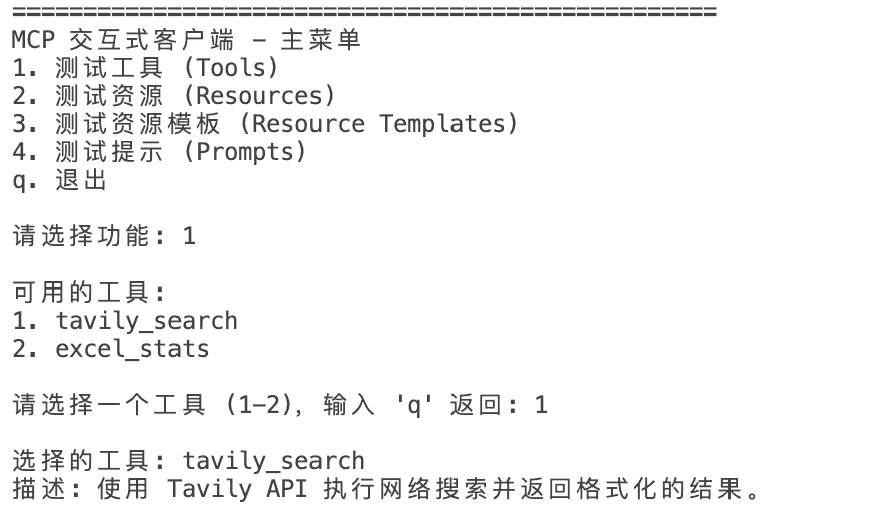 ==================================================
MCP 交互式客户端 - 主菜单
1. 测试工具 (Tools)
2. 测试资源 (Resources)
3. 测试资源模板 (Resource Templates)
4. 测试提示 (Prompts)
q. 退出
请选择功能: 1
可用的工具:
1. tavily_search
2. excel_stats
请选择一个工具 (1-2), 输入 'q' 返回: 1
选择的工具: tavily_search
描述: 使用 Tavily API 执行网络搜索并返回格式化的结果。